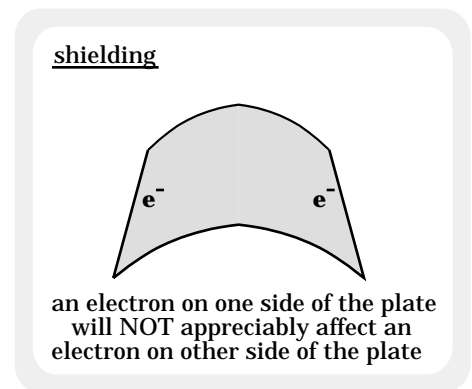 shielding
e- e-
an electron on one side of the plate
will NOT appreciably affect an
electron on other side of the plate